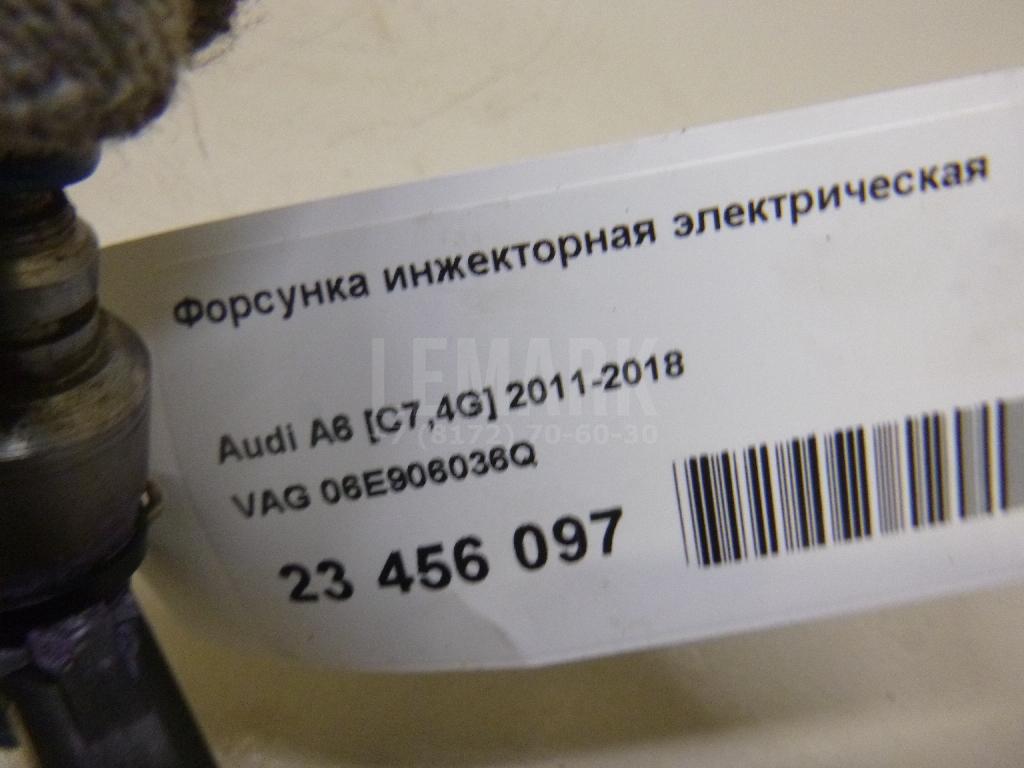 Форсунка инжекторная электрическая
LEMARK
7 (8172) 70-60-30
Audi A6 [C7,4G] 2011-2018
VAG 06E906036Q
23 456 097